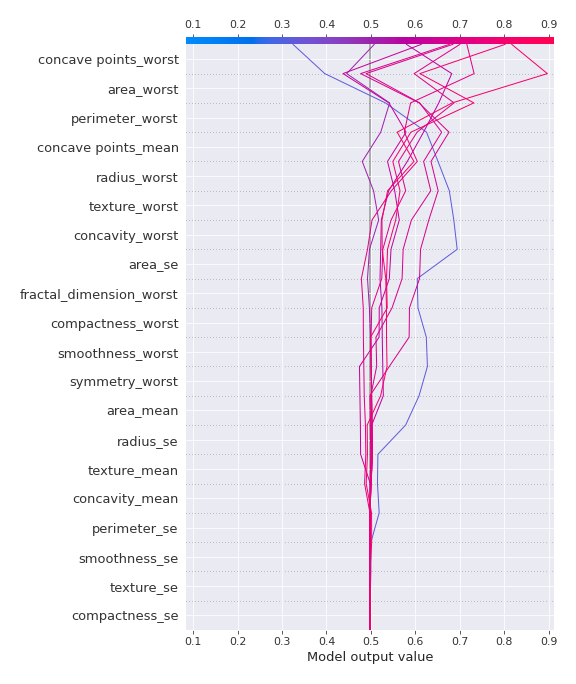 0.1 0.2 0.3 0.4 0.5 0.6 0.7 0.8 0.9
concave points_worst
area_worst
perimeter_worst
concave points_mean
radius_worst
texture_worst
concavity_worst
area_se
fractal_dimension_worst
compactness_worst
smoothness_worst
symmetry_worst
area_mean
radius_se
texture_mean
concavity_mean
perimeter_se
smoothness_se
texture_se
compactness_se
0.1 0.2 0.3 0.4 0.5 0.6 0.7 0.8 0.9
Model output value